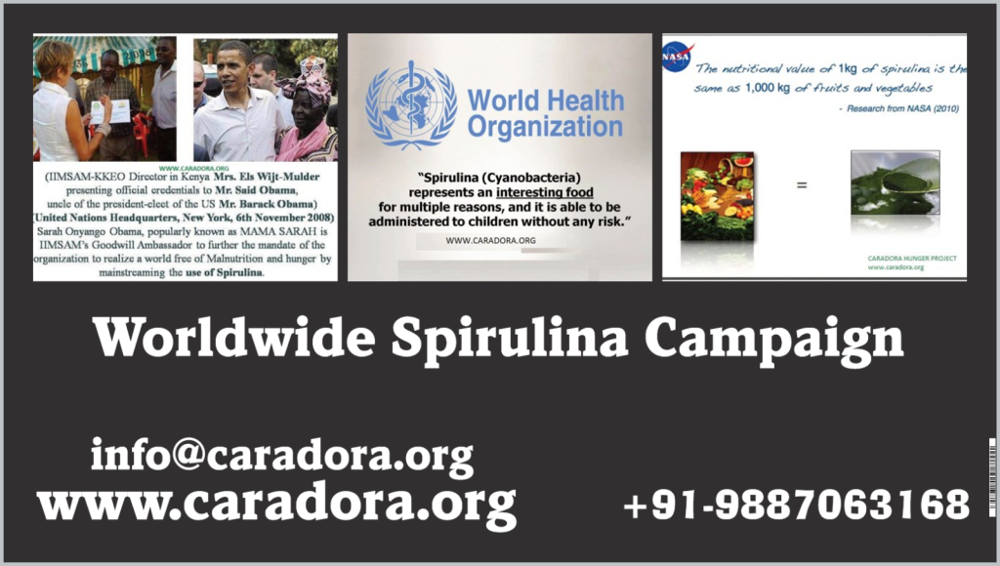 WWW.CARADORA.ORG
(IIMSAM-KKEO Director in Kenya Mrs. Els Wijt-Mulder
presenting official credentials to Mr. Said Obama,
uncle of the president-elect of the US Mr. Barack Obama)
(United Nations Headquarters, New York, 6th November 2008)
Sarah Onyango Obama, popularly known as MAMA SARAH is
IIMSAM's Goodwill Ambassador to further the mandate of the
organization to realize a world free of Malnutrition and hunger by
mainstreaming the use of Spirulina.
World Health
Organization
"Spirulina (Cyanobacteria)
represents an interesting food
for multiple reasons, and it is able to be
administered to children without any risk."
WWW.CARADORA.ORG
NASA
The nutritional value of 1kg of spirulina is the
same as 1,000 kg of fruits and vegetables
- Research from NASA (2010)
=
CARADORA HUNGER PROJECT
www.caradora.org
Worldwide Spirulina Campaign
info@caradora.org
www.caradora.org
+91-9887063168